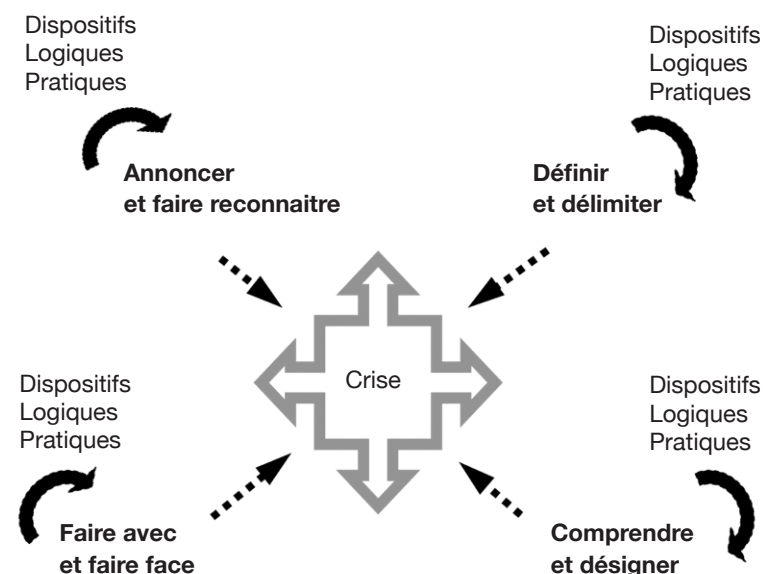 Dispositifs
Logiques
Pratiques
Dispositifs
Logiques
Pratiques
Annoncer
et faire reconnaitre
Définir
et délimiter
Crise
Dispositifs
Logiques
Pratiques
Dispositifs
Logiques
Pratiques
Faire avec
et faire face
Comprendre
et désigner